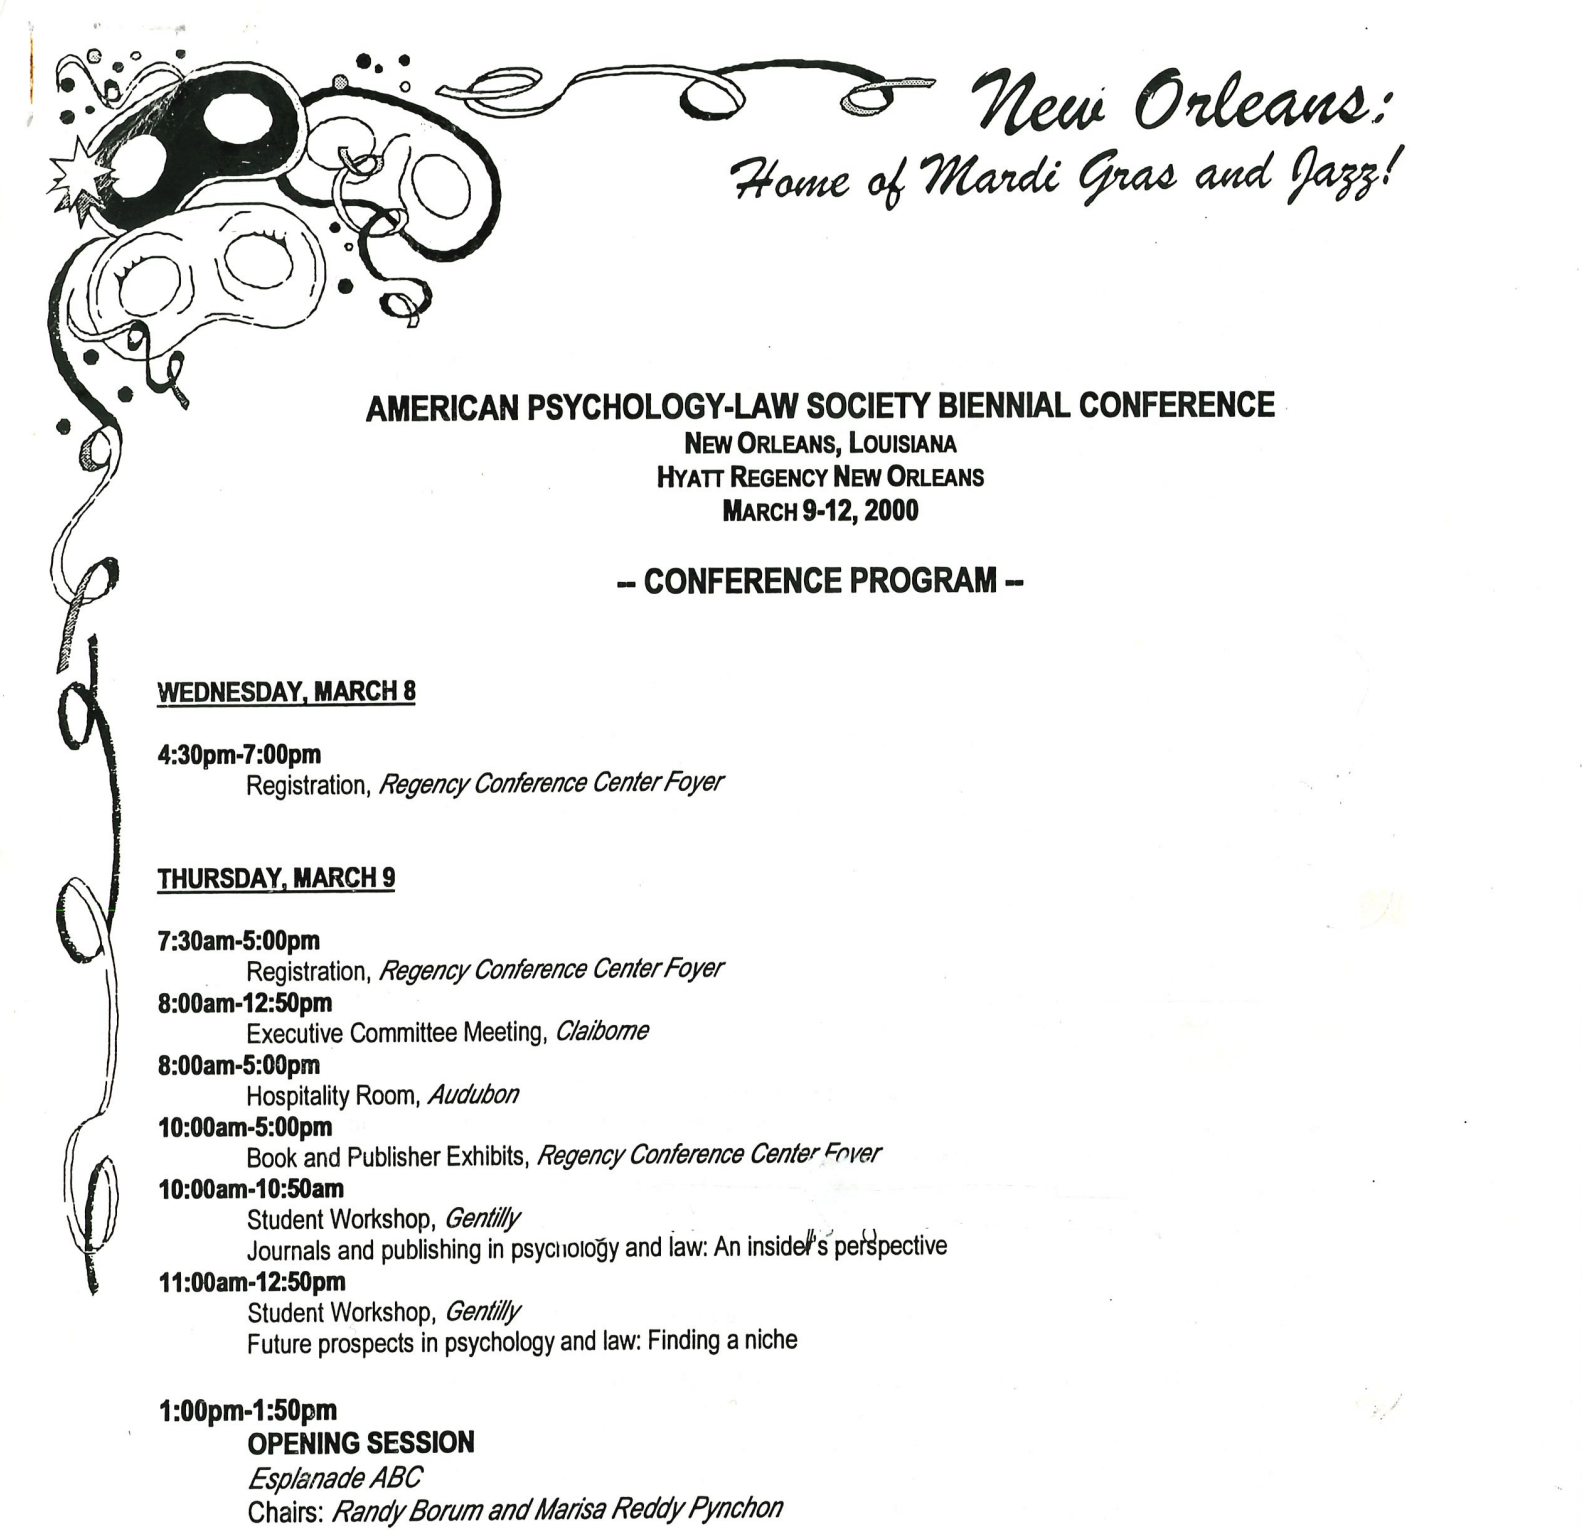 New Orleans:
Home of Mardi Gras and Jazz!
AMERICAN PSYCHOLOGY-LAW SOCIETY BIENNIAL CONFERENCE
NEW ORLEANS, LOUISIANA
HYATT REGENCY NEW ORLEANS
MARCH 9-12, 2000
-- CONFERENCE PROGRAM --
WEDNESDAY, MARCH 8
4:30pm-7:00pm
Registration, Regency Conference Center Foyer
THURSDAY, MARCH 9
7:30am-5:00pm
Registration, Regency Conference Center Foyer
8:00am-12:50pm
Executive Committee Meeting, Claiborne
8:00am-5:00pm
Hospitality Room, Audubon
10:00am-5:00pm
Book and Publisher Exhibits, Regency Conference Center Foyer
10:00am-10:50am
Student Workshop, Gentilly
Journals and publishing in psychology and law: An insider's perspective
11:00am-12:50pm
Student Workshop, Gentilly
Future prospects in psychology and law: Finding a niche
1:00pm-1:50pm
OPENING SESSION
Esplanade ABC
Chairs: Randy Borum and Marisa Reddy Pynchon